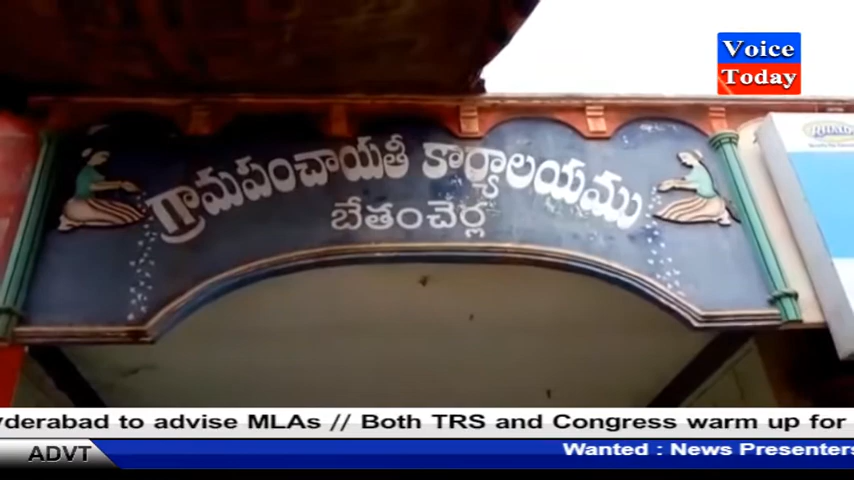 Voice
Today
గ్రామపంచాయతీ కార్యాలయము
బేతంచెర్ల
yderabad to advise MLAs // Both TRS and Congress warm up for
ADVT
Wanted : News Presenters